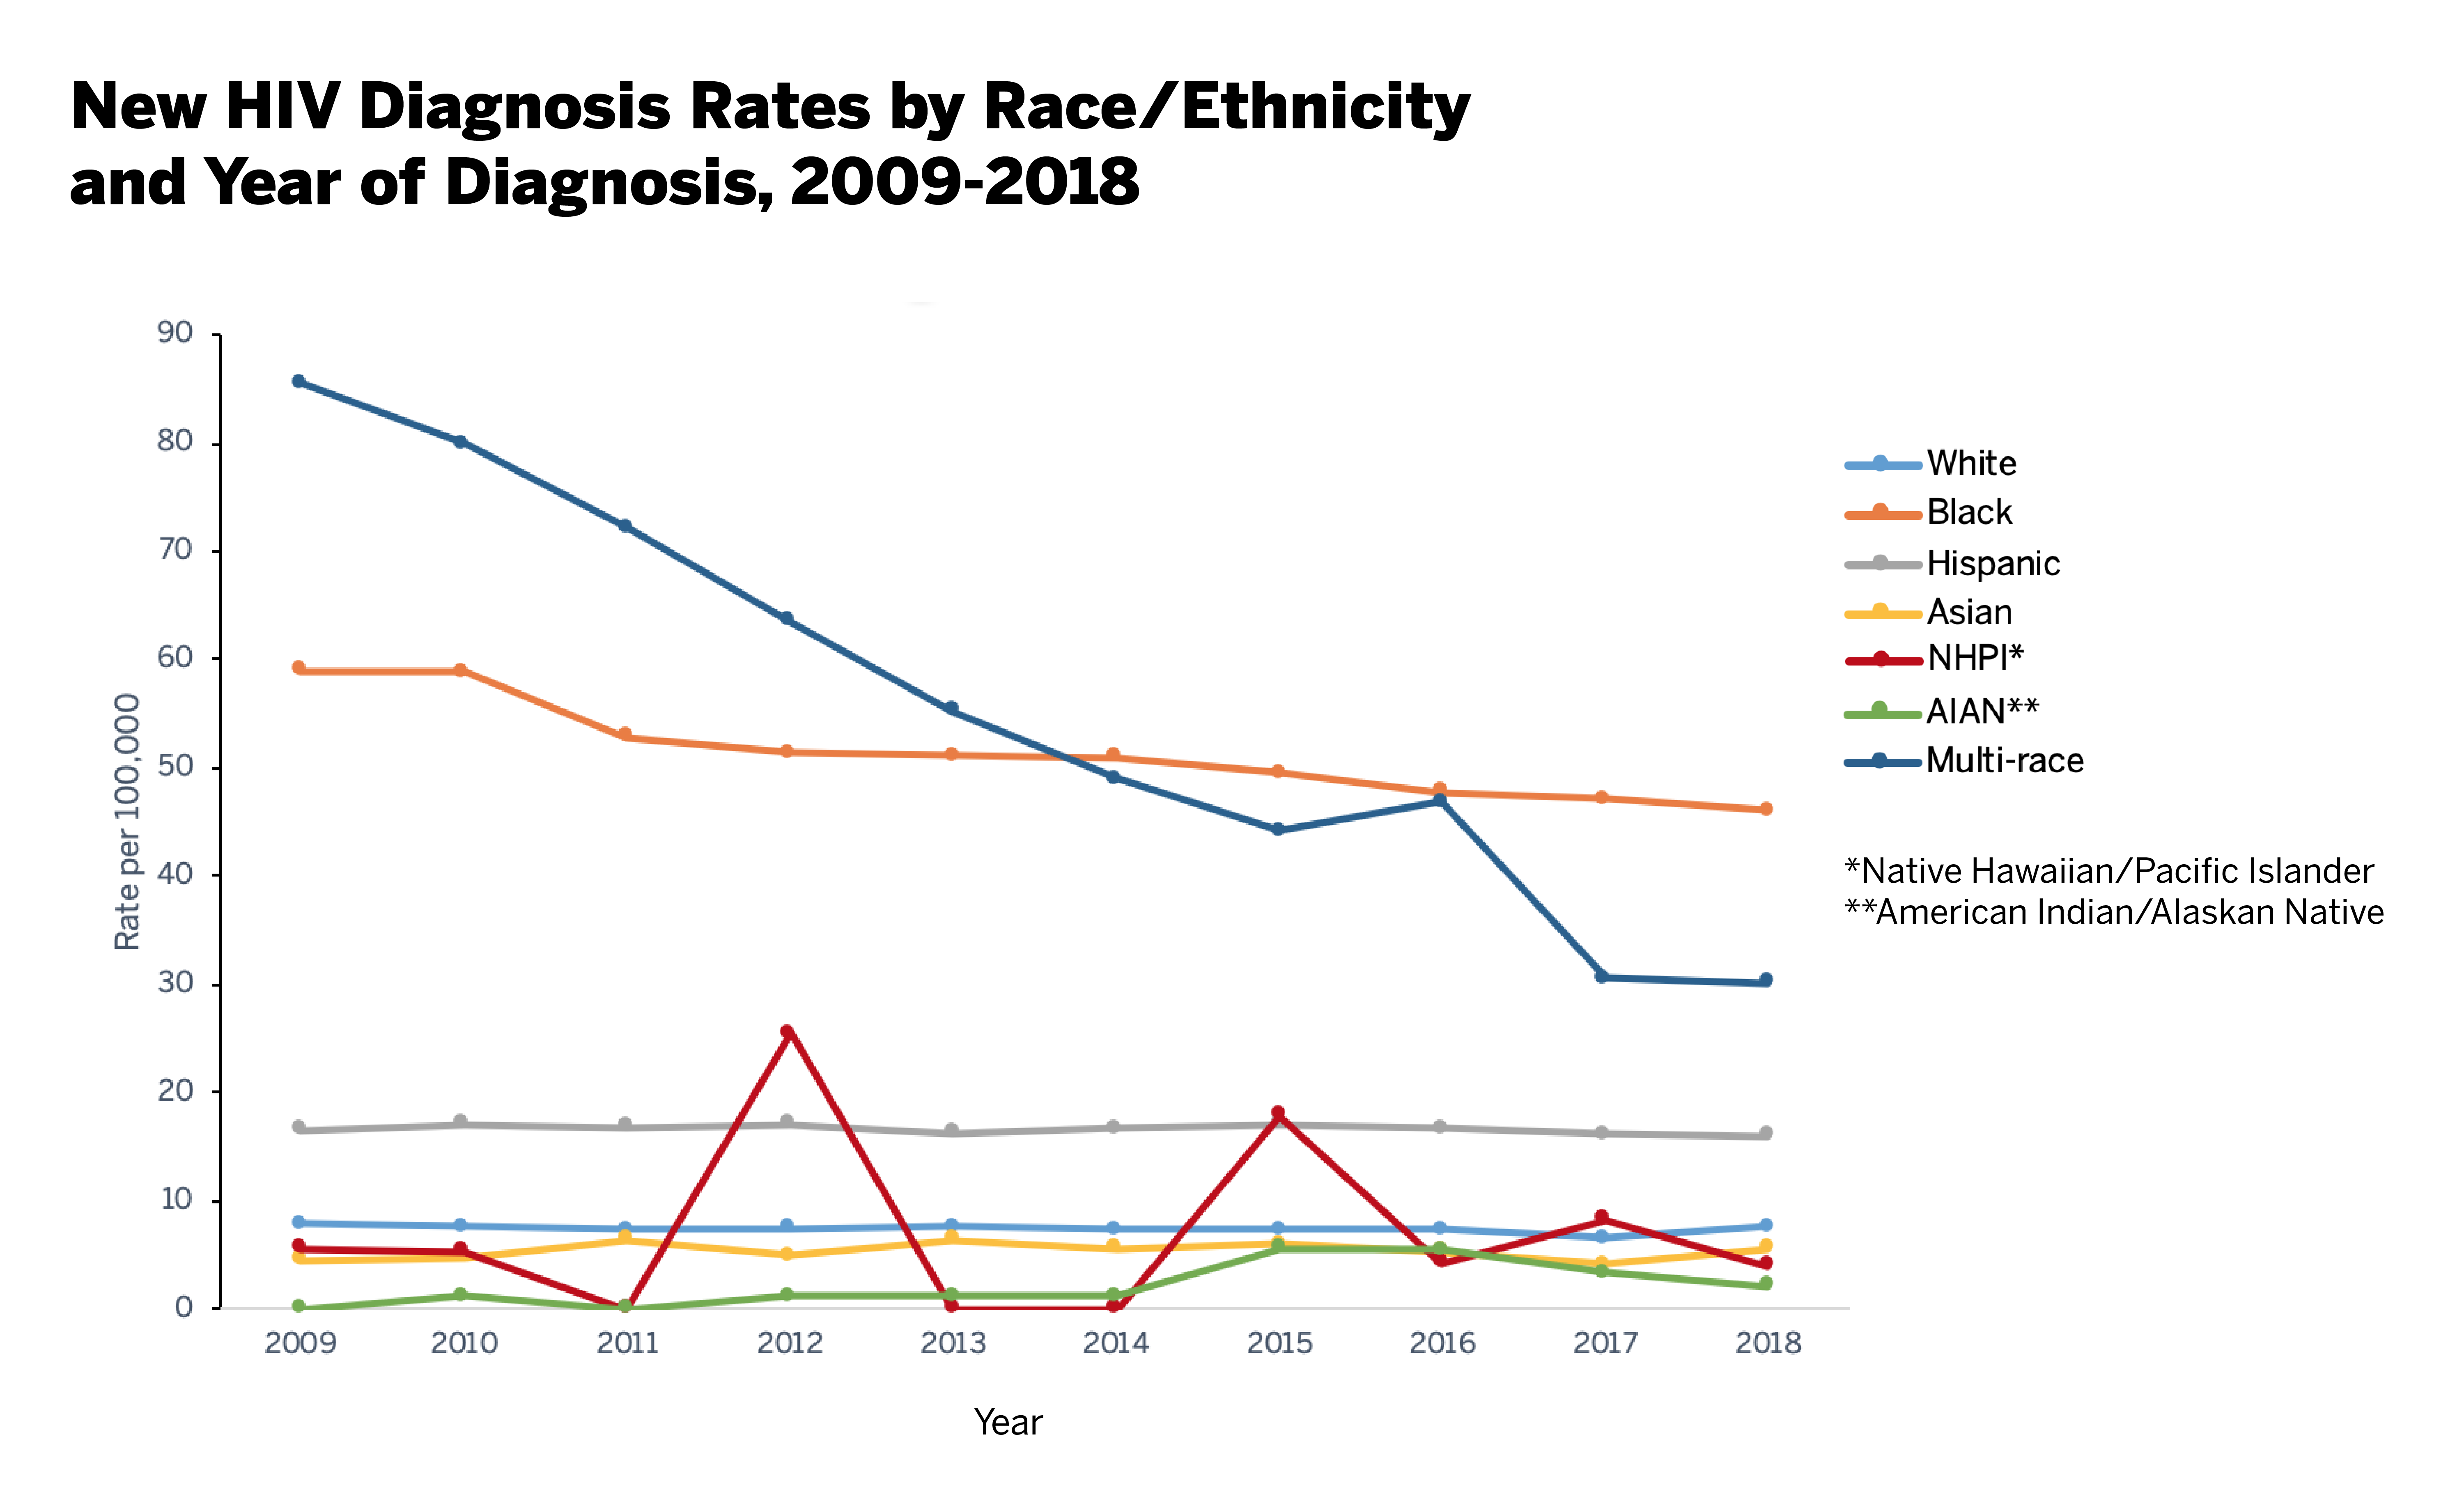 New HIV Diagnosis Rates by Race/Ethnicity
and Year of Diagnosis, 2009-2018
90
80
70
60
50
40
30
20
10
0
Rate per 100,000
2009 2010 2011 2012 2013 2014 2015 2016 2017 2018
Year
White
Black
Hispanic
Asian
NHPI*
AIAN**
Multi-race
*Native Hawaiian/Pacific Islander
**American Indian/Alaskan Native